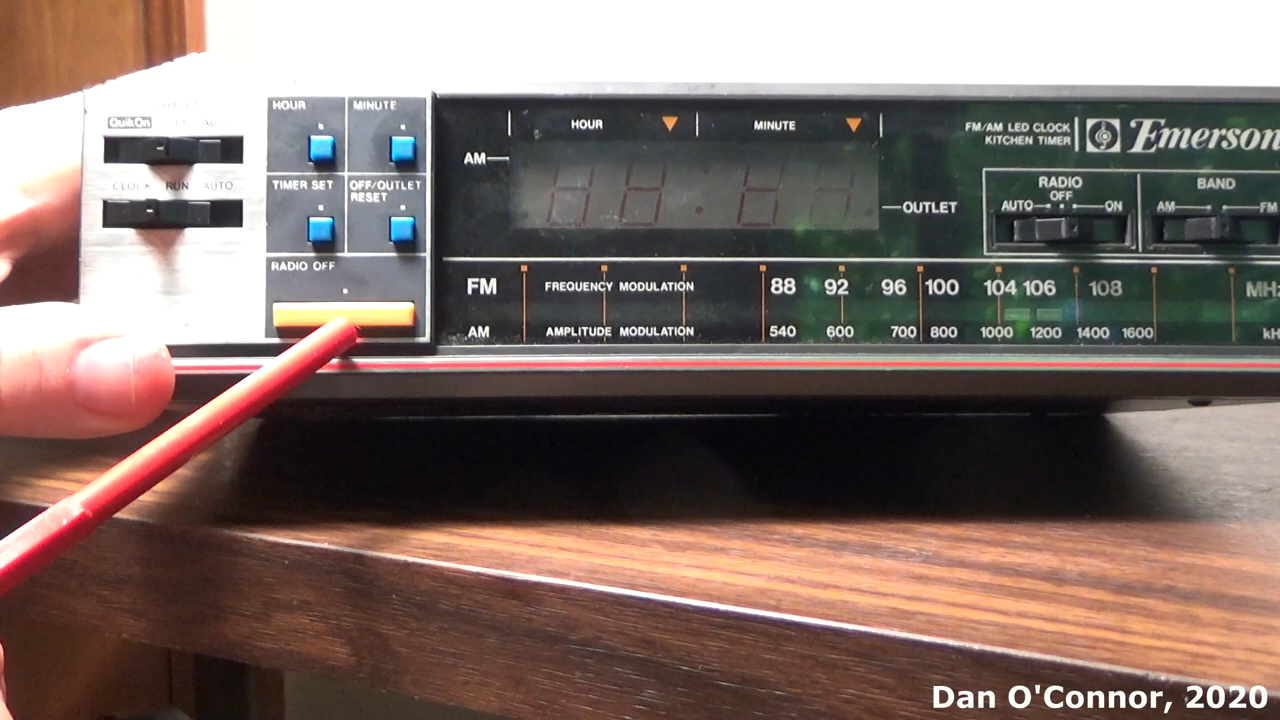 QuikOn
CLOCK RUN AUTO
HOUR
MINUTE
TIMER SET
OFF/OUTLET
RESET
RADIO OFF
HOUR
MINUTE
AM
OUTLET
FM/AM LED CLOCK
KITCHEN TIMER
Emerson
RADIO
OFF
AUTO
ON
BAND
AM
FM
FM FREQUENCY MODULATION 88 92 96 100 104 106 108 MHz
AM AMPLITUDE MODULATION 540 600 700 800 1000 1200 1400 1600 kH
Dan O'Connor, 2020